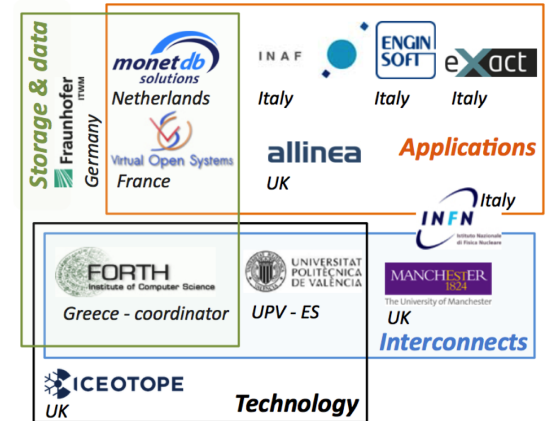 Storage & data
Fraunhofer
ITWM
Germany
monetdb
solutions
Netherlands
Virtual Open Systems
France
INAF
Italy
ENGIN
SOFT
Italy
eXact
Italy
allinea
UK
Applications
INFN
Istituto Nazionale
di Fisica Nucleare
Italy
FORTH
Institute of Computer Science
Greece - coordinator
UNIVERSITAT
POLITÈCNICA
DE VALÈNCIA
UPV - ES
MANCHESTER
1824
The University of Manchester
UK
Interconnects
ICEOTOPE
UK
Technology